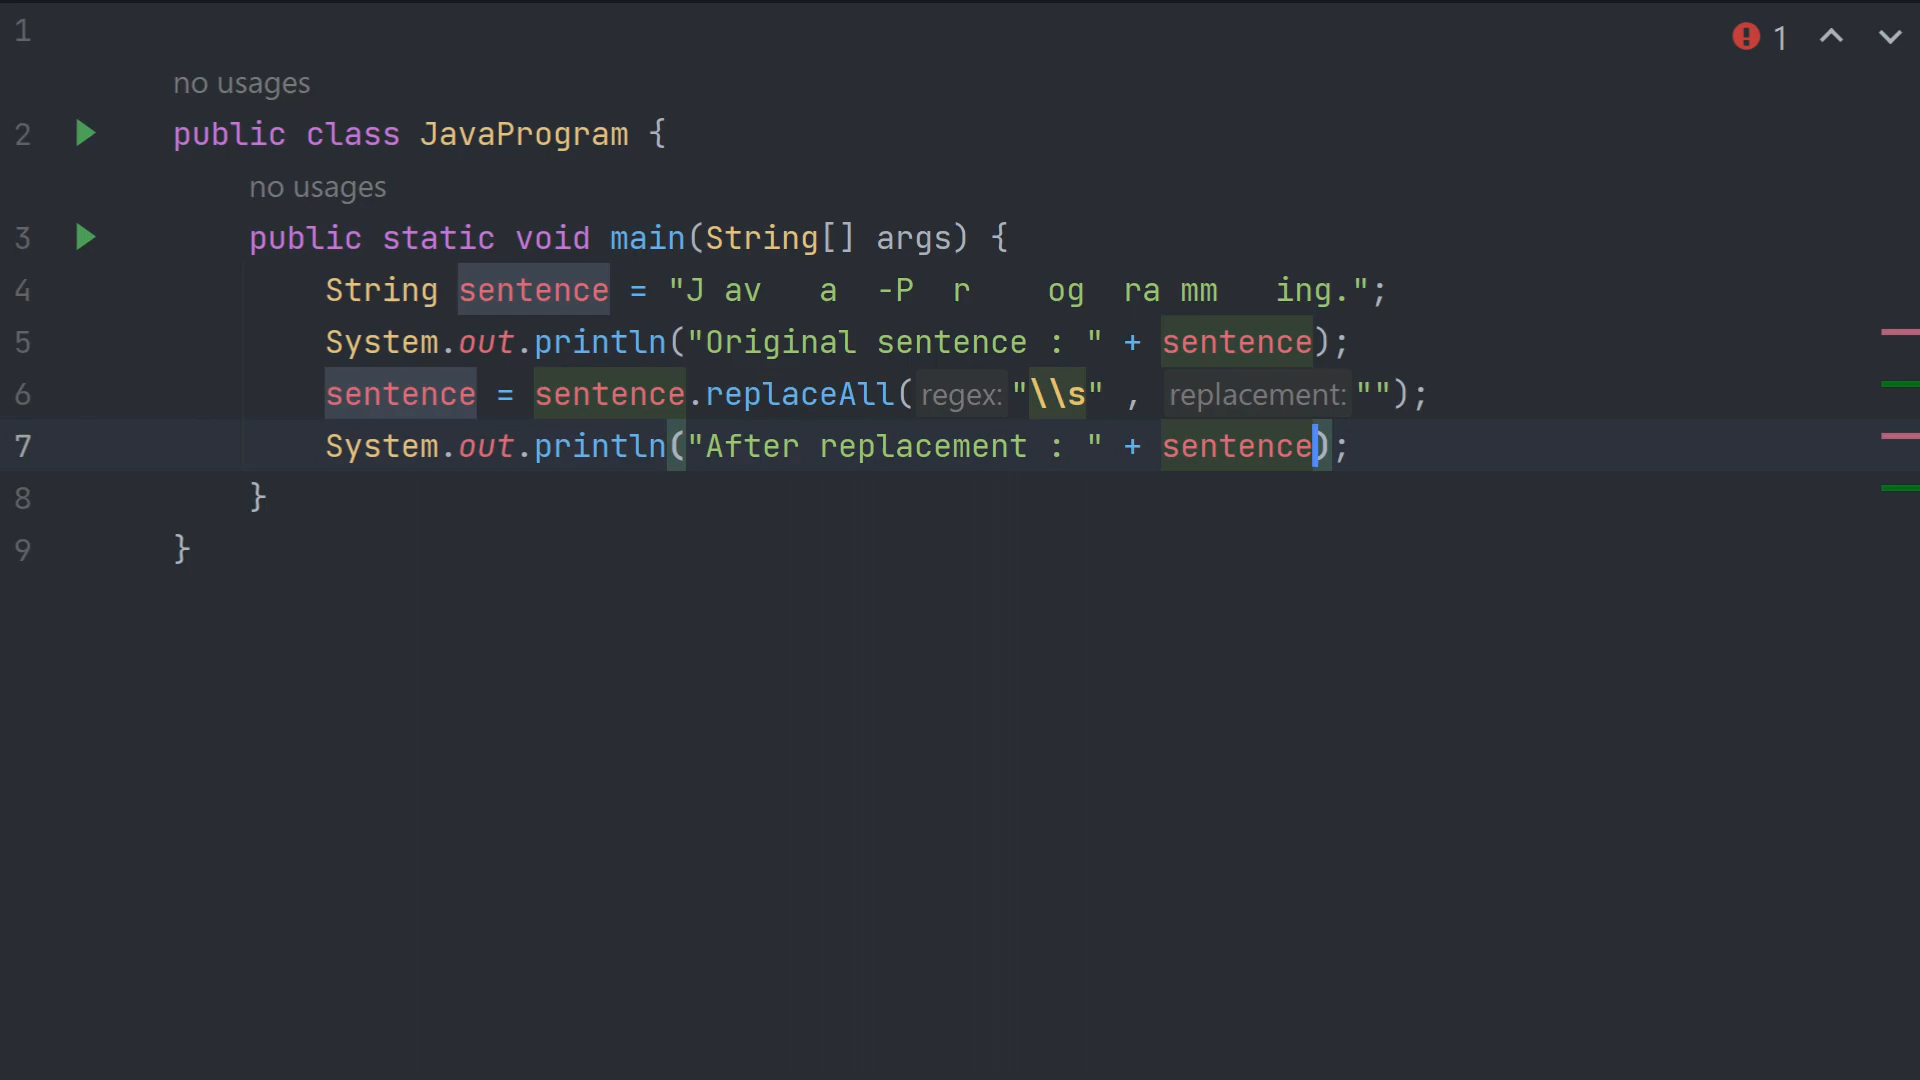 1
1
no usages
2 public class JavaProgram {
no usages
3 public static void main(String[] args) {
4 String sentence = "J av   a  -P  r    og  ra mm   ing.";
5 System.out.println("Original sentence : " + sentence);
6 sentence = sentence.replaceAll( regex: "\\s" , replacement: "");
7 System.out.println("After replacement : " + sentence);
8 }
9 }